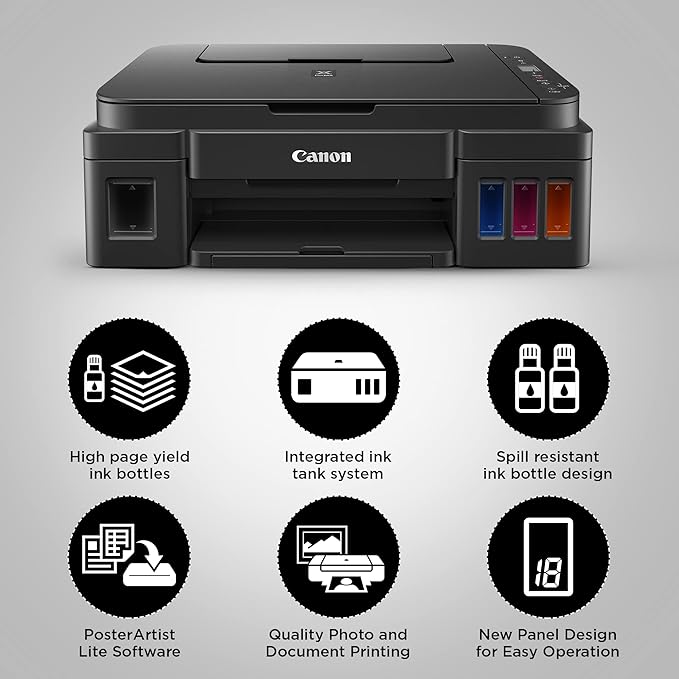 Canon
High page yield
ink bottles
Integrated ink
tank system
Spill resistant
ink bottle design
18
PosterArtist
Lite Software
Quality Photo and
Document Printing
New Panel Design
for Easy Operation